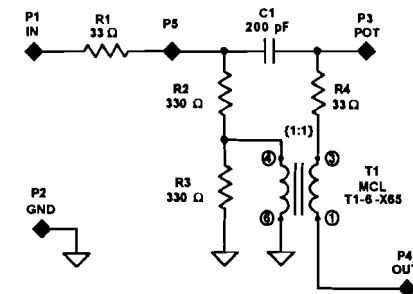 P1
IN
R1
33 Ω
P5
C1
200 pF
P3
POT
R2
330 Ω
R4
33 Ω
{1:1}
④
③
R3
330 Ω
T1
MCL
T1-6-X65
⑥
①
P2
GND
P4
OUT